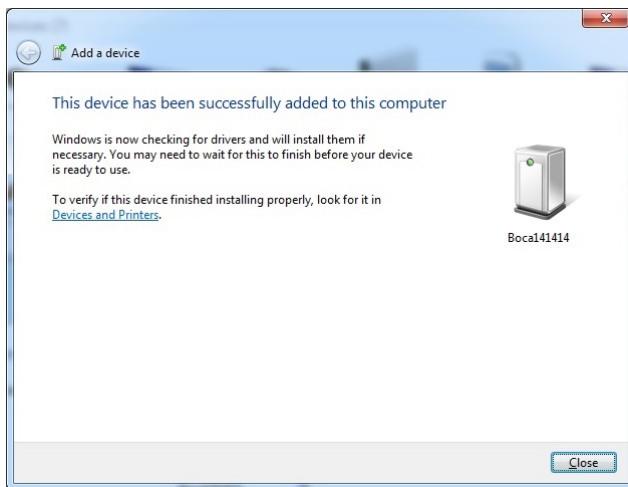 Add a device
This device has been successfully added to this computer
Windows is now checking for drivers and will install them if
necessary. You may need to wait for this to finish before your device
is ready to use.
To verify if this device finished installing properly, look for it in
Devices and Printers.
Boca141414
Close